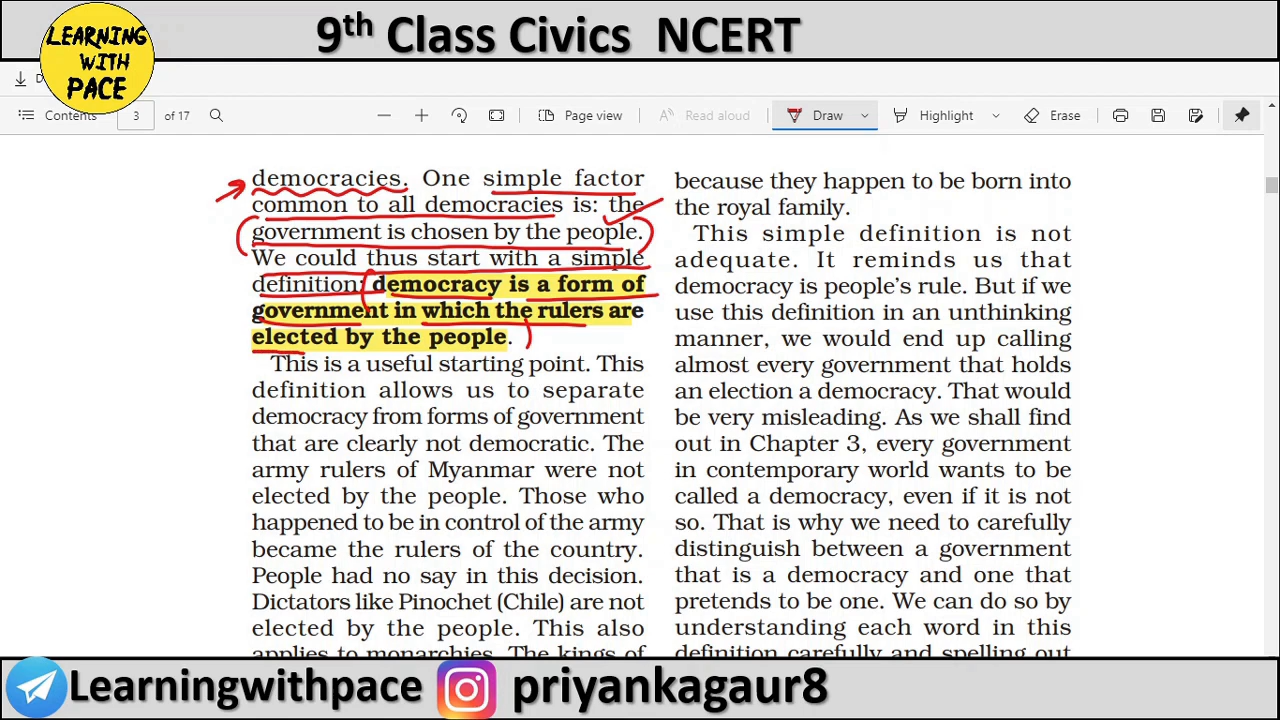 LEARNING
WITH
PACE
9th Class Civics NCERT
Contents
3
of 17
Page view
Read aloud
Draw
Highlight
Erase
democracies. One simple factor
common to all democracies is: the
government is chosen by the people.
We could thus start with a simple
definition: democracy is a form of
government in which the rulers are
elected by the people.
This is a useful starting point. This
definition allows us to separate
democracy from forms of government
that are clearly not democratic. The
army rulers of Myanmar were not
elected by the people. Those who
happened to be in control of the army
became the rulers of the country.
People had no say in this decision.
Dictators like Pinochet (Chile) are not
elected by the people. This also
applies to monarchies. The kings of
because they happen to be born into
the royal family.
This simple definition is not
adequate. It reminds us that
democracy is people's rule. But if we
use this definition in an unthinking
manner, we would end up calling
almost every government that holds
an election a democracy. That would
be very misleading. As we shall find
out in Chapter 3, every government
in contemporary world wants to be
called a democracy, even if it is not
so. That is why we need to carefully
distinguish between a government
that is a democracy and one that
pretends to be one. We can do so by
understanding each word in this
definition carefully and spelling out
Learningwithpace
priyankagaur8